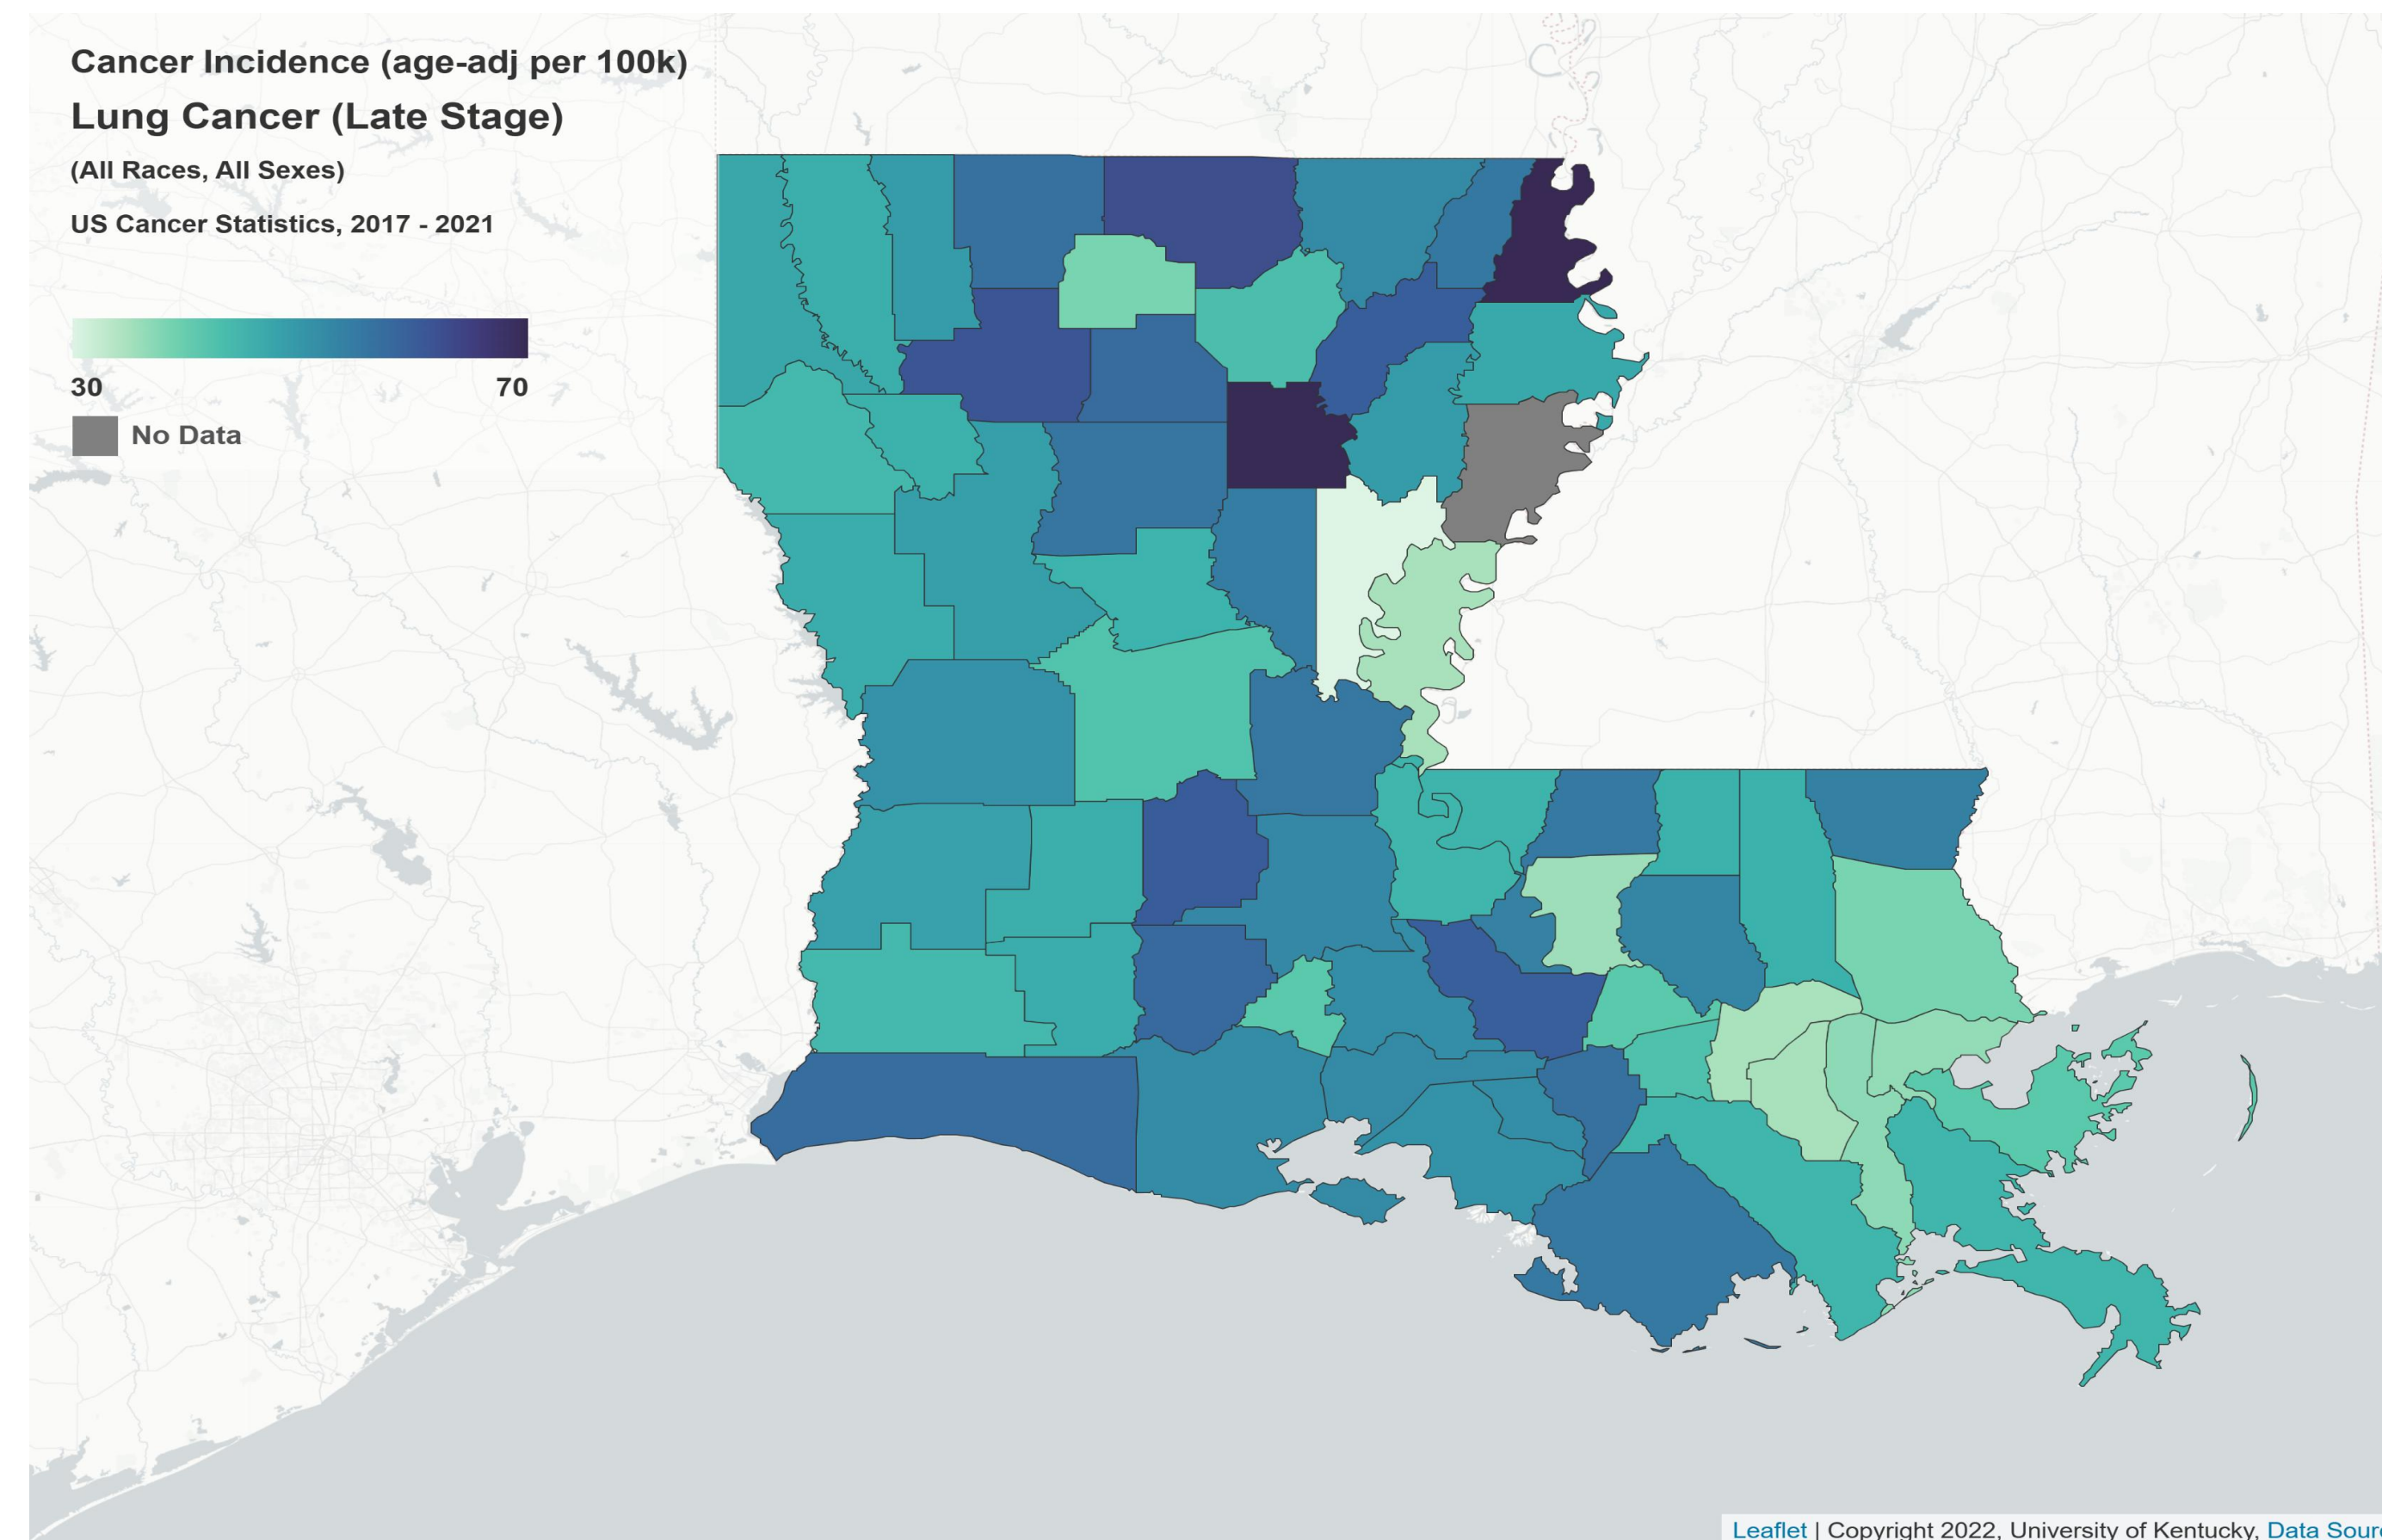 Cancer Incidence (age-adj per 100k)
Lung Cancer (Late Stage)
(All Races, All Sexes)
US Cancer Statistics, 2017 - 2021
30 70
No Data
Leaflet | Copyright 2022, University of Kentucky, Data Sour